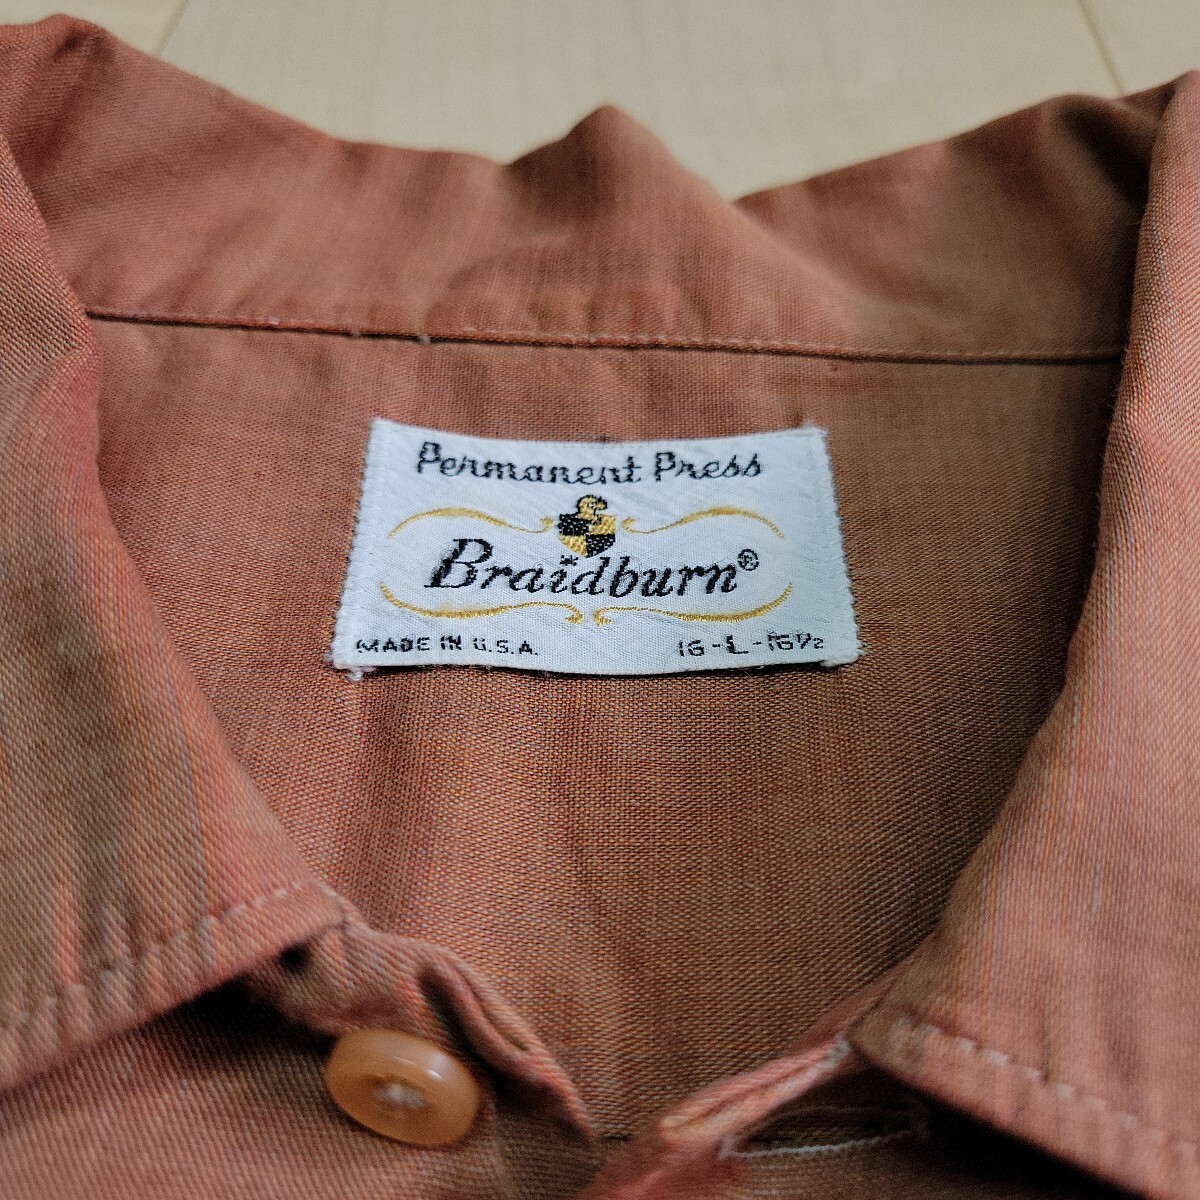 Permanent Press
Braidburn®
MADE IN U.S.A. 16-L-16½